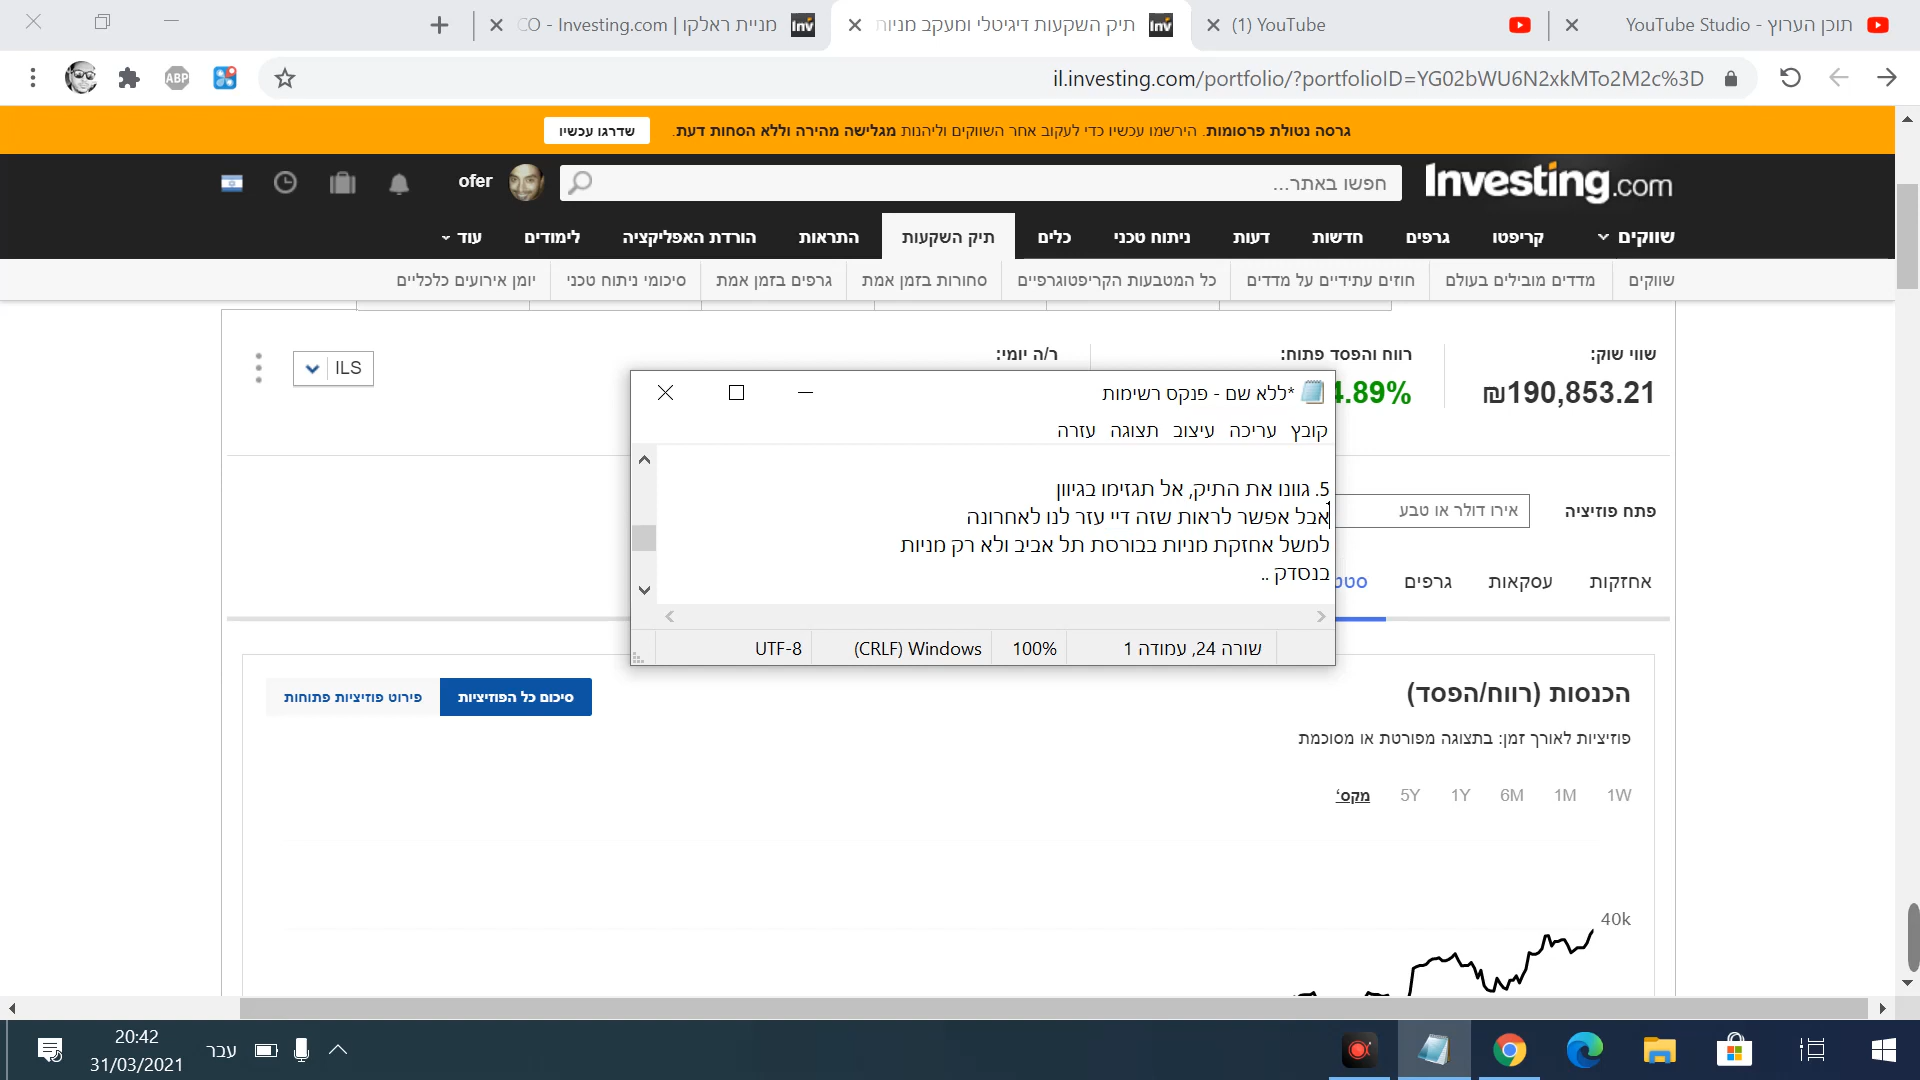 תוכן הערוץ - YouTube Studio
(1) YouTube
תיק השקעות דיגיטלי ומעקב מניות
מניית ראלקו | CO - Investing.com
il.investing.com/portfolio/?portfolioID=YG02bWU6N2xkMTo2M2c%3D
ABP
גרסה נטולת פרסומות. הירשמו עכשיו כדי לעקוב אחר השווקים וליהנות מגלישה מהירה וללא הסחות דעת.
שדרגו עכשיו
Investing.com
חפשו באתר...
ofer
שווקים
קריפטו
גרפים
חדשות
דעות
ניתוח טכני
כלים
תיק השקעות
התראות
הורדת האפליקציה
לימודים
עוד
שווקים
מדדים מובילים בעולם
חוזים עתידיים על מדדים
כל המטבעות הקריפטוגרפיים
סחורות בזמן אמת
גרפים בזמן אמת
סיכומי ניתוח טכני
יומן אירועים כלכליים
שווי שוק:
רווח והפסד פתוח:
ר/ה יומי:
₪190,853.21
4.89%
ILS
*ללא שם - פנקס רשימות
קובץ עריכה עיצוב תצוגה עזרה
5. גוונו את התיק, אל תגזימו בגיוון
אבל אפשר לראות שזה דיי עזר לנו לאחרונה
למשל אחזקת מניות בבורסת תל אביב ולא רק מניות
בנסדק ..
שורה 24, עמודה 1
100%
Windows (CRLF)
UTF-8
פתח פוזיציה
אירו דולר או טבע
אחזקות
עסקאות
גרפים
הכנסות (רווח/הפסד)
סיכום כל הפוזיציות
פירוט פוזיציות פתוחות
פוזיציות לאורך זמן: בתצוגה מפורטת או מסוכמת
1W
1M
6M
1Y
5Y
מקס'
40k
עבר
20:42
31/03/2021